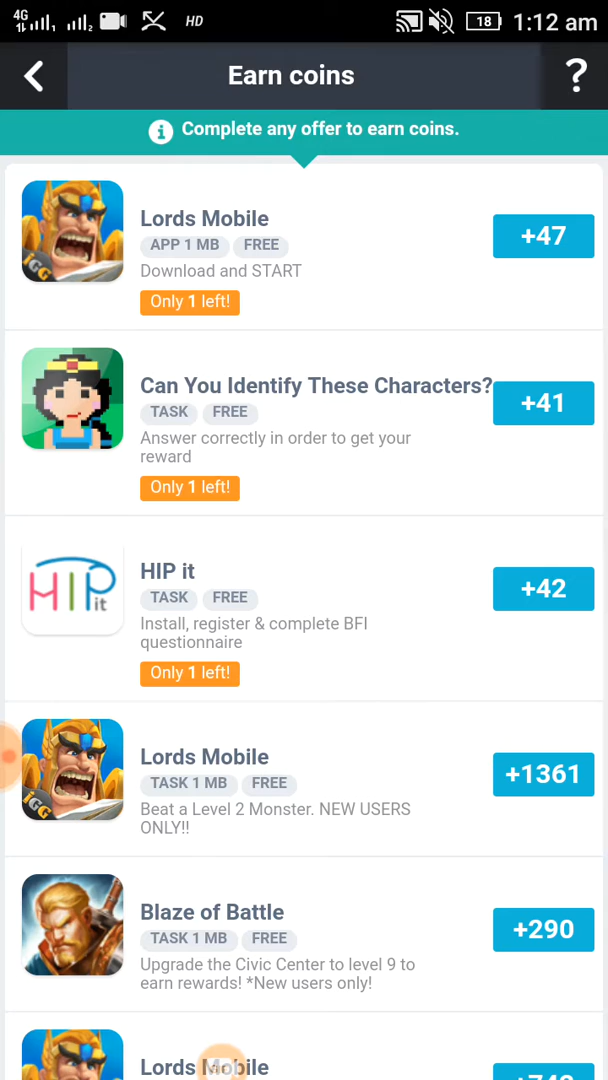 4G
HD
18
1:12 am
Earn coins
?
Complete any offer to earn coins.
Lords Mobile
APP 1 MB FREE
+47
Download and START
Only 1 left!
IGG
Can You Identify These Characters?
TASK FREE
+41
Answer correctly in order to get your
reward
Only 1 left!
HIP it
HIP it
TASK FREE
+42
Install, register & complete BFI
questionnaire
Only 1 left!
Lords Mobile
TASK 1 MB FREE
+1361
Beat a Level 2 Monster. NEW USERS
ONLY!!
IGG
Blaze of Battle
TASK 1 MB FREE
+290
Upgrade the Civic Center to level 9 to
earn rewards! *New users only!
Lords Mobile